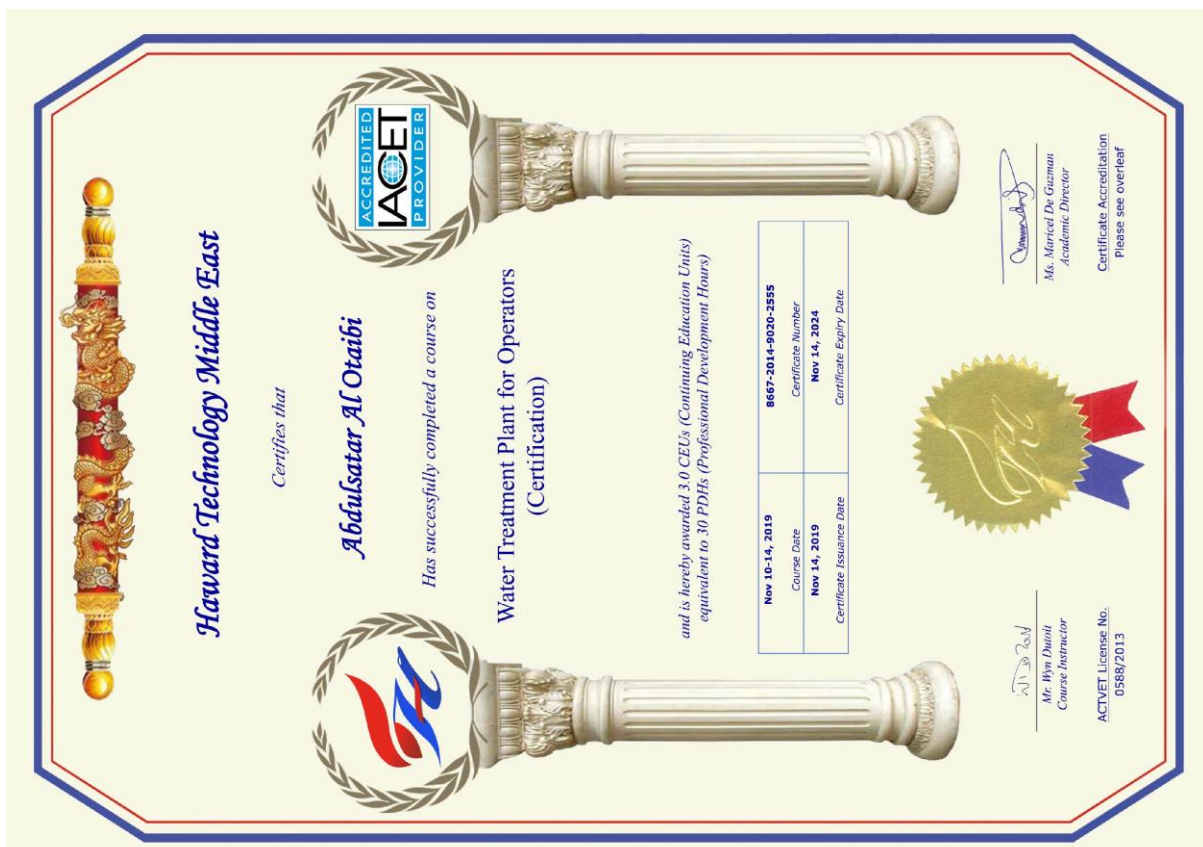 Haward Technology Middle East
Certifies that
Abdulsatar Al Otaibi
Has successfully completed a course on
Water Treatment Plant for Operators
(Certification)
and is hereby awarded 3.0 CEUs (Continuing Education Units)
equivalent to 30 PDHs (Professional Development Hours)
Nov 10-14, 2019
8667-2014-9020-2555
Course Date
Certificate Number
Nov 14, 2019
Nov 14, 2024
Certificate Issuance Date
Certificate Expiry Date
Mr. Wyn Dutoit
Course Instructor
Ms. Maricel De Guzman
Academic Director
ACTVET License No.
0588/2013
Certificate Accreditation
Please see overleaf
ACCREDITED
IACET
PROVIDER